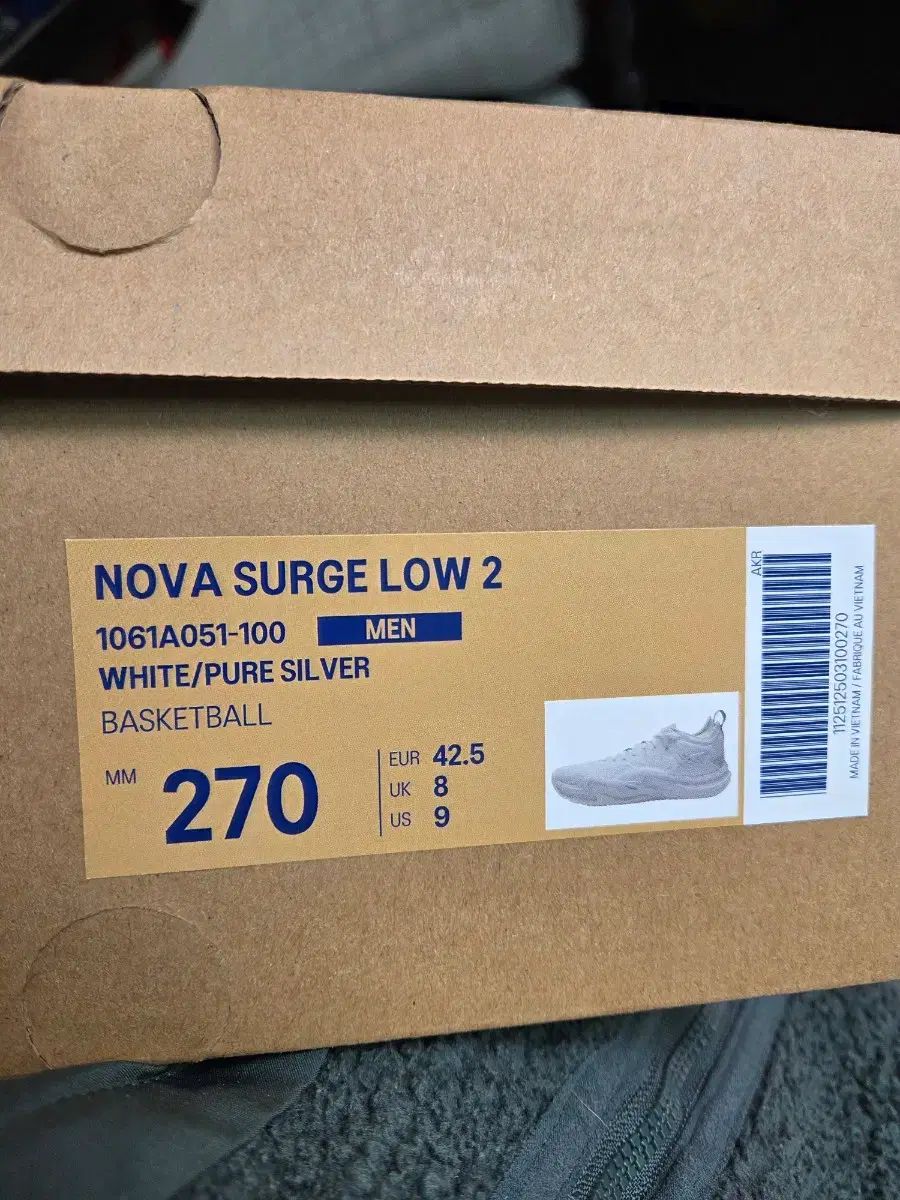 NOVA SURGE LOW 2
1061A051-100 MEN
WHITE/PURE SILVER
BASKETBALL
MM 270
EUR 42.5
UK 8
US 9
AKR
112512503100270
MADE IN VIETNAM / FABRIQUE AU VIETNAM